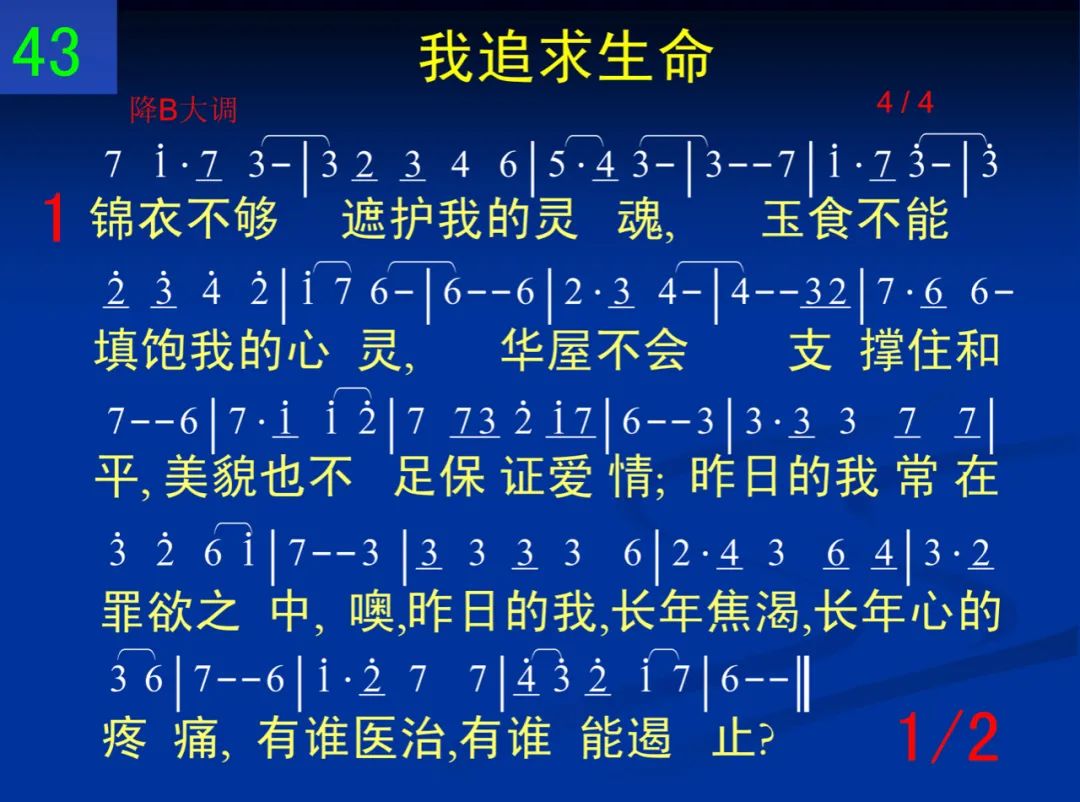 43
我追求生命
降B大调
4 / 4
7 i̇ · 7̲ 3-|3 2̲ 3̲ 4 6|5 · 4̲ 3-|3--7|i̇ · 7̲ 3̇-|3̇
1 锦衣不够 遮护我的灵 魂, 玉食不能
2̲̇ 3̲̇ 4̇ 2̇|i̇ 7 6-|6--6|2 · 3̲ 4-|4--3̲2̲|7 · 6̲ 6-
填饱我的心 灵, 华屋不会 支 撑住和
7--6|7 · i̲̇ i̇ 2̇|7 7̲3̲ 2̇ i̲̇7̲|6--3|3 · 3̲ 3 7̲ 7̲|
平, 美貌也不 足保 证爱 情; 昨日的我 常 在
3̇ 2̇ 6 i̇|7--3|3̲ 3 3̲ 3 6|2 · 4̲ 3 6̲ 4̲|3 · 2̲
罪欲之 中, 噢,昨日的我,长年焦渴,长年心的
3 6|7--6|i̇ · 2̲̇ 7 7|4̲̇ 3̇ 2̲̇ i̇ 7|6--‖
疼 痛, 有谁医治,有谁 能遏 止?
1/2